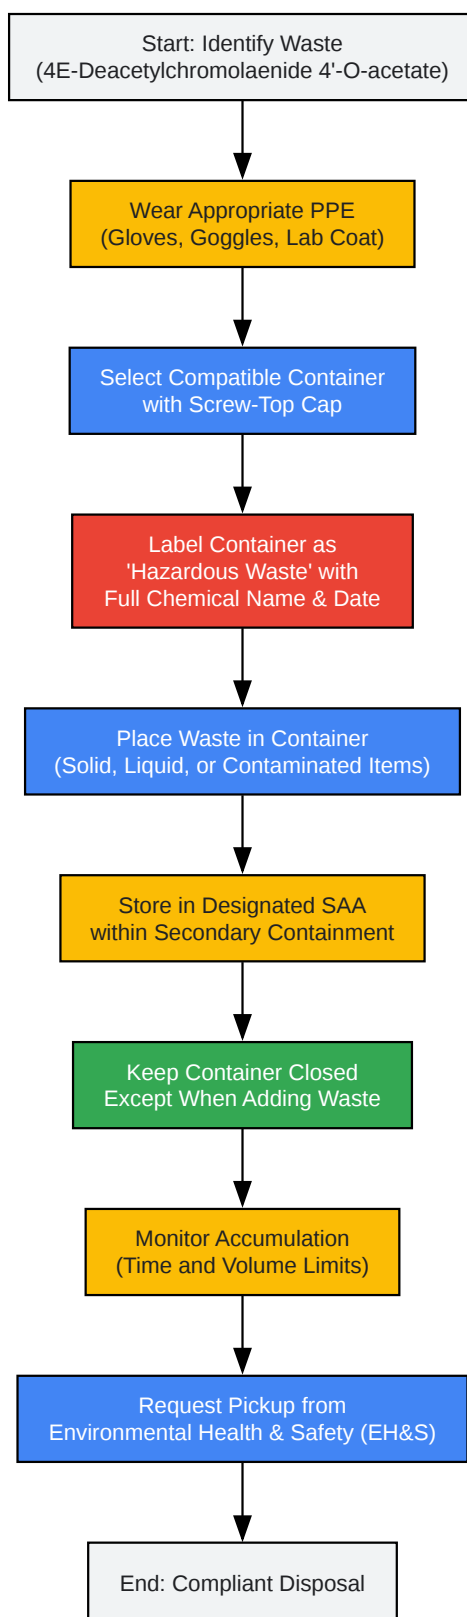 Start: Identify Waste
(4E-Deacetylchromolaenide 4'-O-acetate)
Wear Appropriate PPE
(Gloves, Goggles, Lab Coat)
Select Compatible Container
with Screw-Top Cap
Label Container as
'Hazardous Waste' with
Full Chemical Name & Date
Place Waste in Container
(Solid, Liquid, or Contaminated Items)
Store in Designated SAA
within Secondary Containment
Keep Container Closed
Except When Adding Waste
Monitor Accumulation
(Time and Volume Limits)
Request Pickup from
Environmental Health & Safety (EH&S)
End: Compliant Disposal